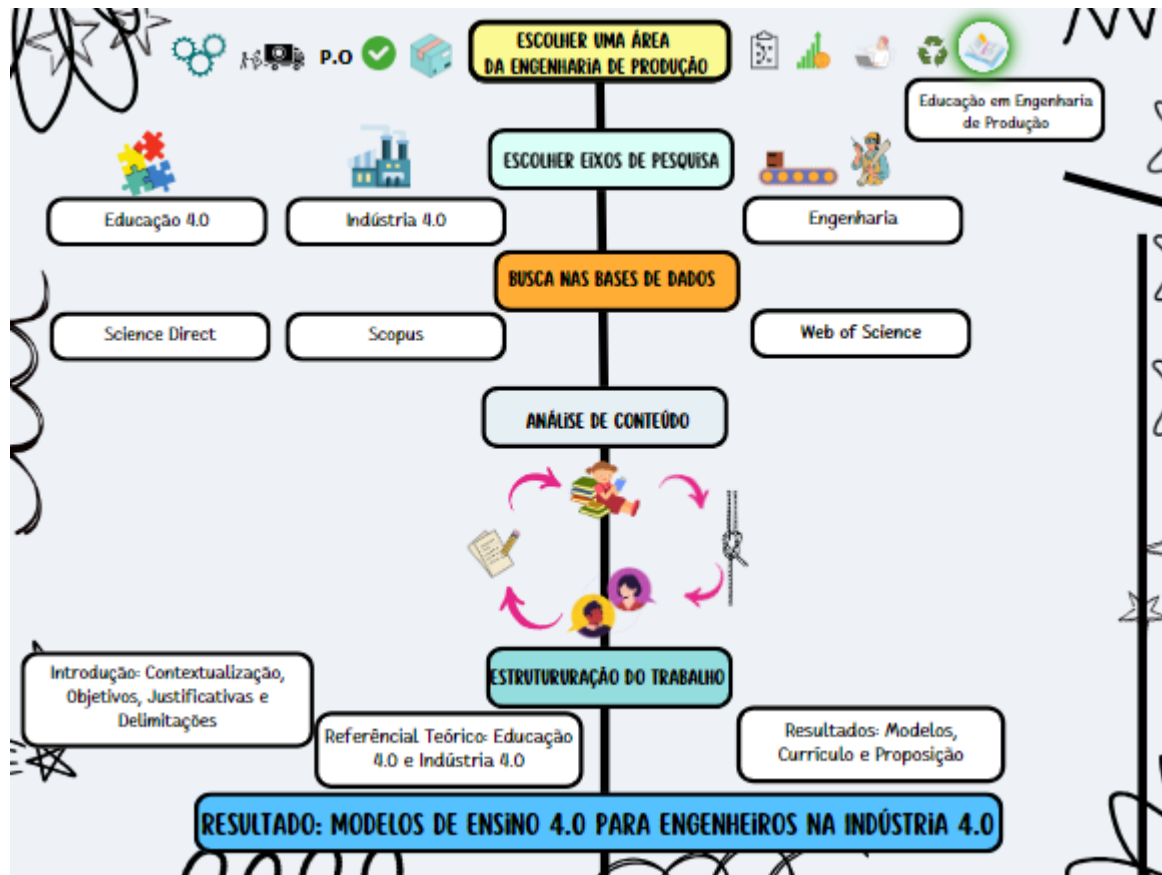 P.O
ESCOLHER UMA ÁREA
DA ENGENHARIA DE PRODUÇÃO
Educação em Engenharia
de Produção
ESCOLHER EIXOS DE PESQUISA
Educação 4.0
Indústria 4.0
Engenharia
BUSCA NAS BASES DE DADOS
Science Direct
Scopus
Web of Science
ANÁLISE DE CONTEÚDO
ESTRUTURURAÇÃO DO TRABALHO
Introdução: Contextualização,
Objetivos, Justificativas e
Delimitações
Referêncial Teórico: Educação
4.0 e Indústria 4.0
Resultados: Modelos,
Currículo e Proposição
RESULTADO: MODELOS DE ENSINO 4.0 PARA ENGENHEIROS NA INDÚSTRIA 4.0